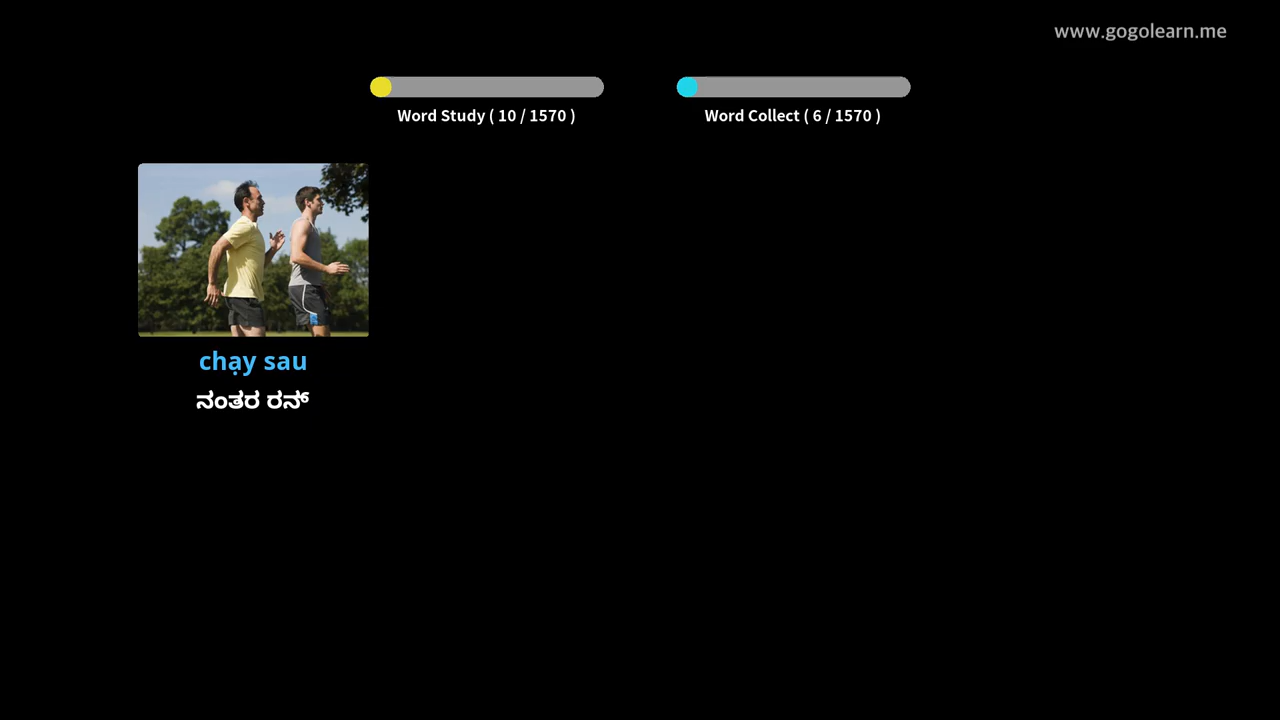 www.gogolearn.me
Word Study ( 10 / 1570 )
Word Collect ( 6 / 1570 )
chạy sau
ನಂತರ ರನ್